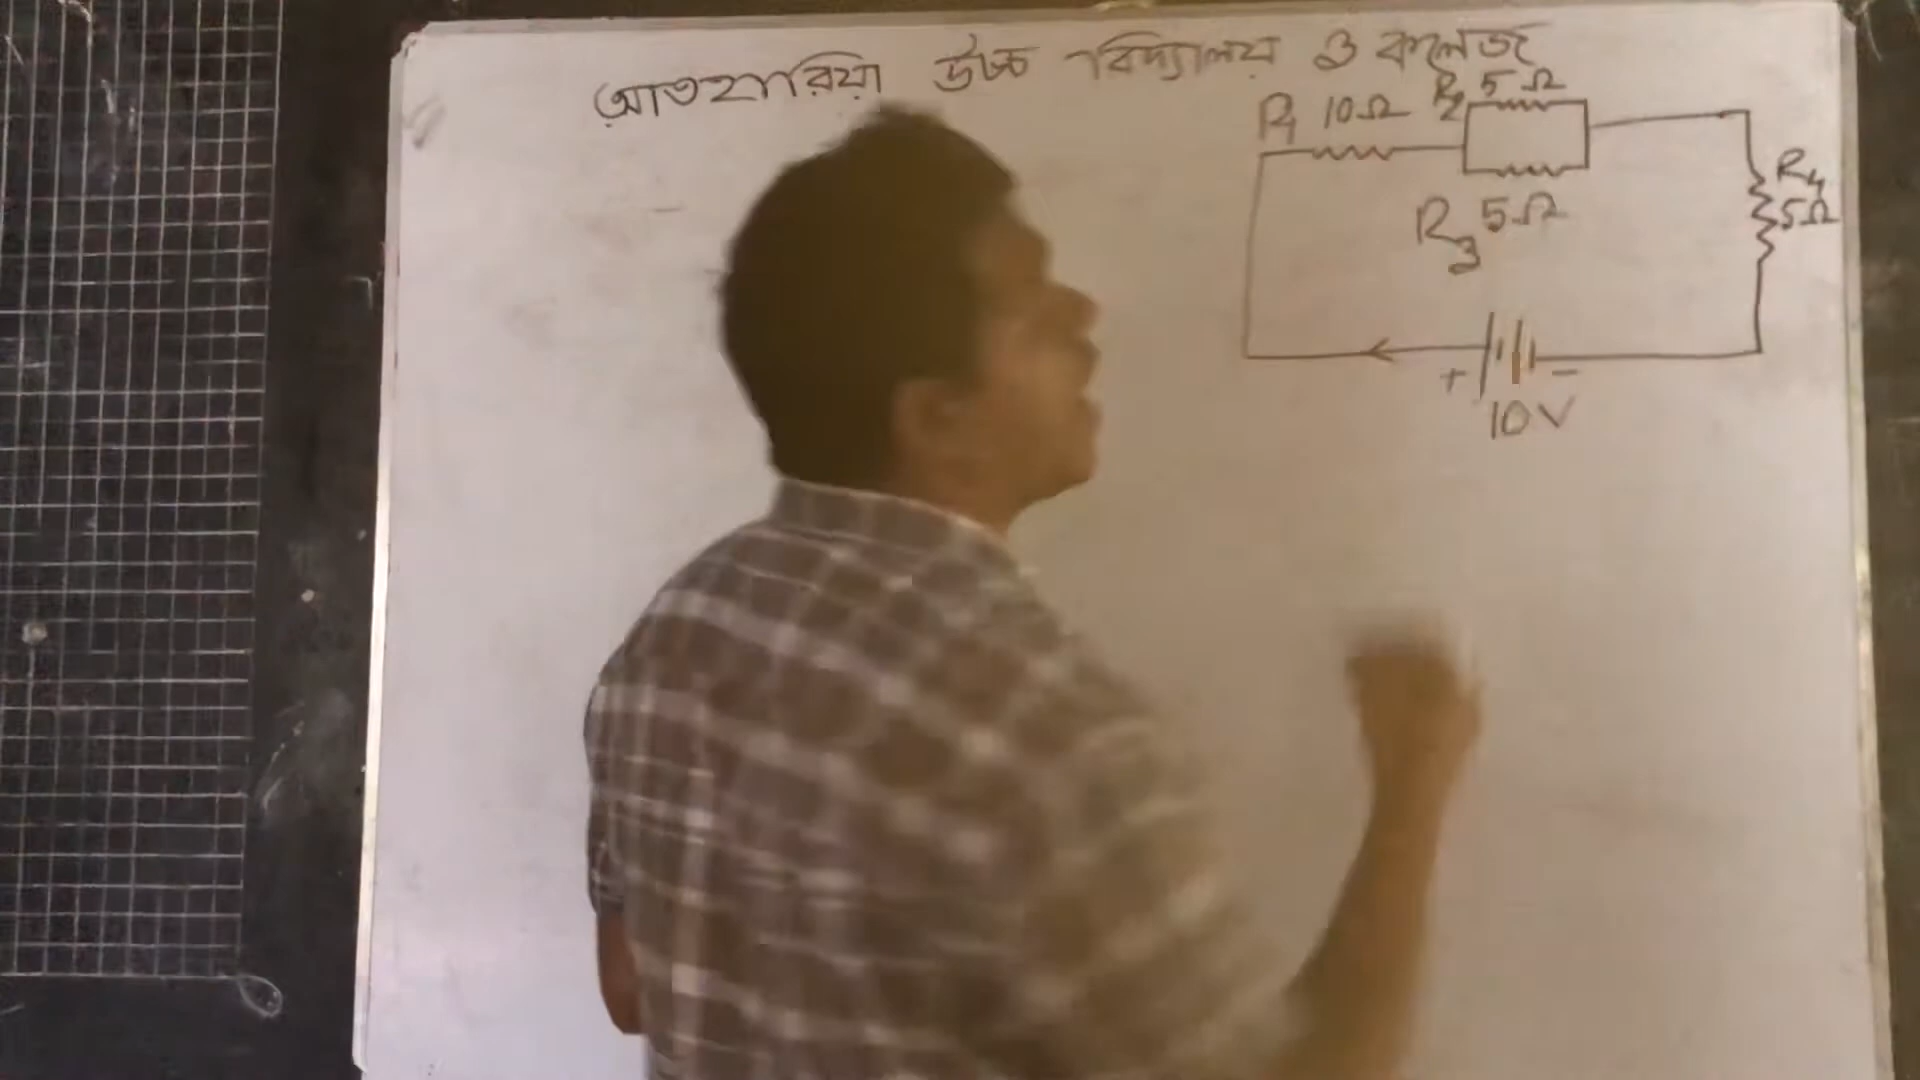 আতহারিয়া উচ্চ বিদ্যালয় ও কলেজ
R1 10Ω R2 5Ω
R3 5Ω
R4 5Ω
+ −
10V